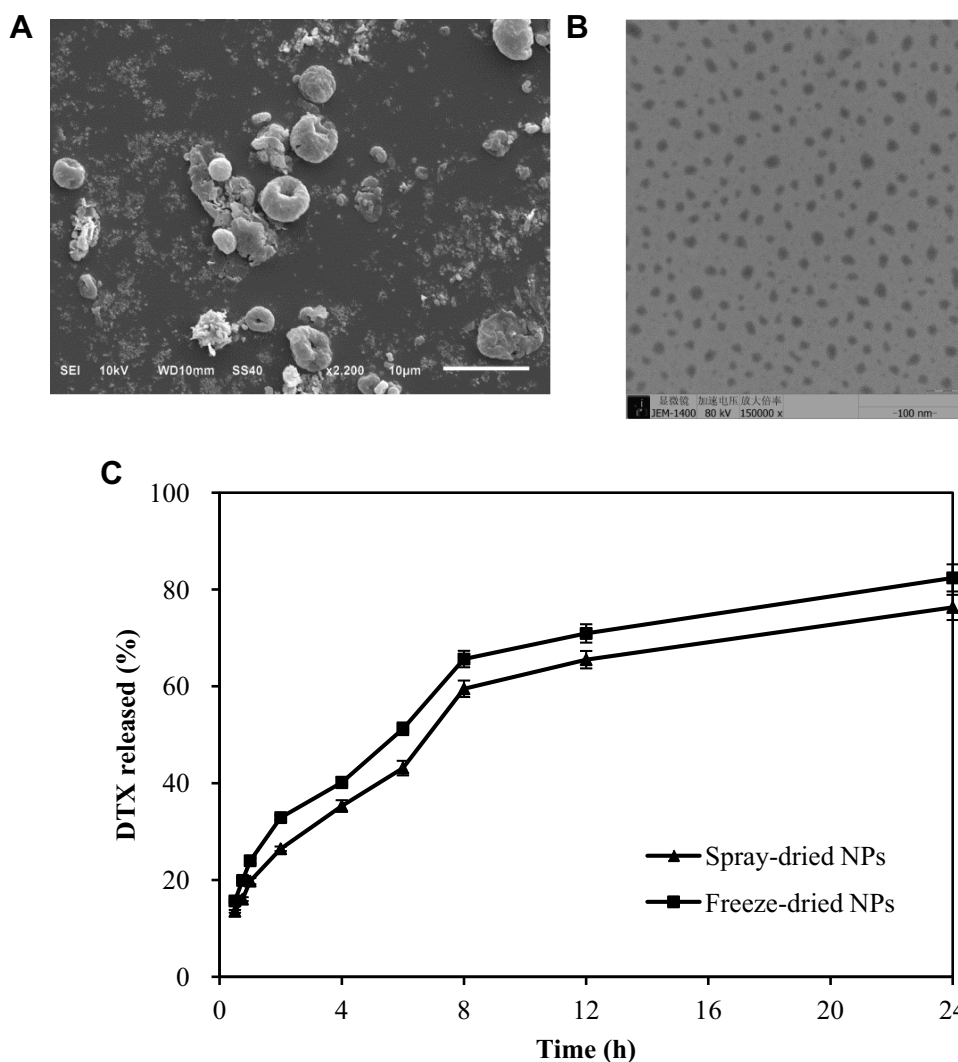 A
B
SEI 10kV WD10mm SS40 x2,200 10µm
显微镜 加速电压 放大倍率
JEM-1400 80 kV 150000 x
-100 nm-
C
100
80
60
40
20
0
DTX released (%)
Spray-dried NPs
Freeze-dried NPs
0 4 8 12 16 20 24
Time (h)